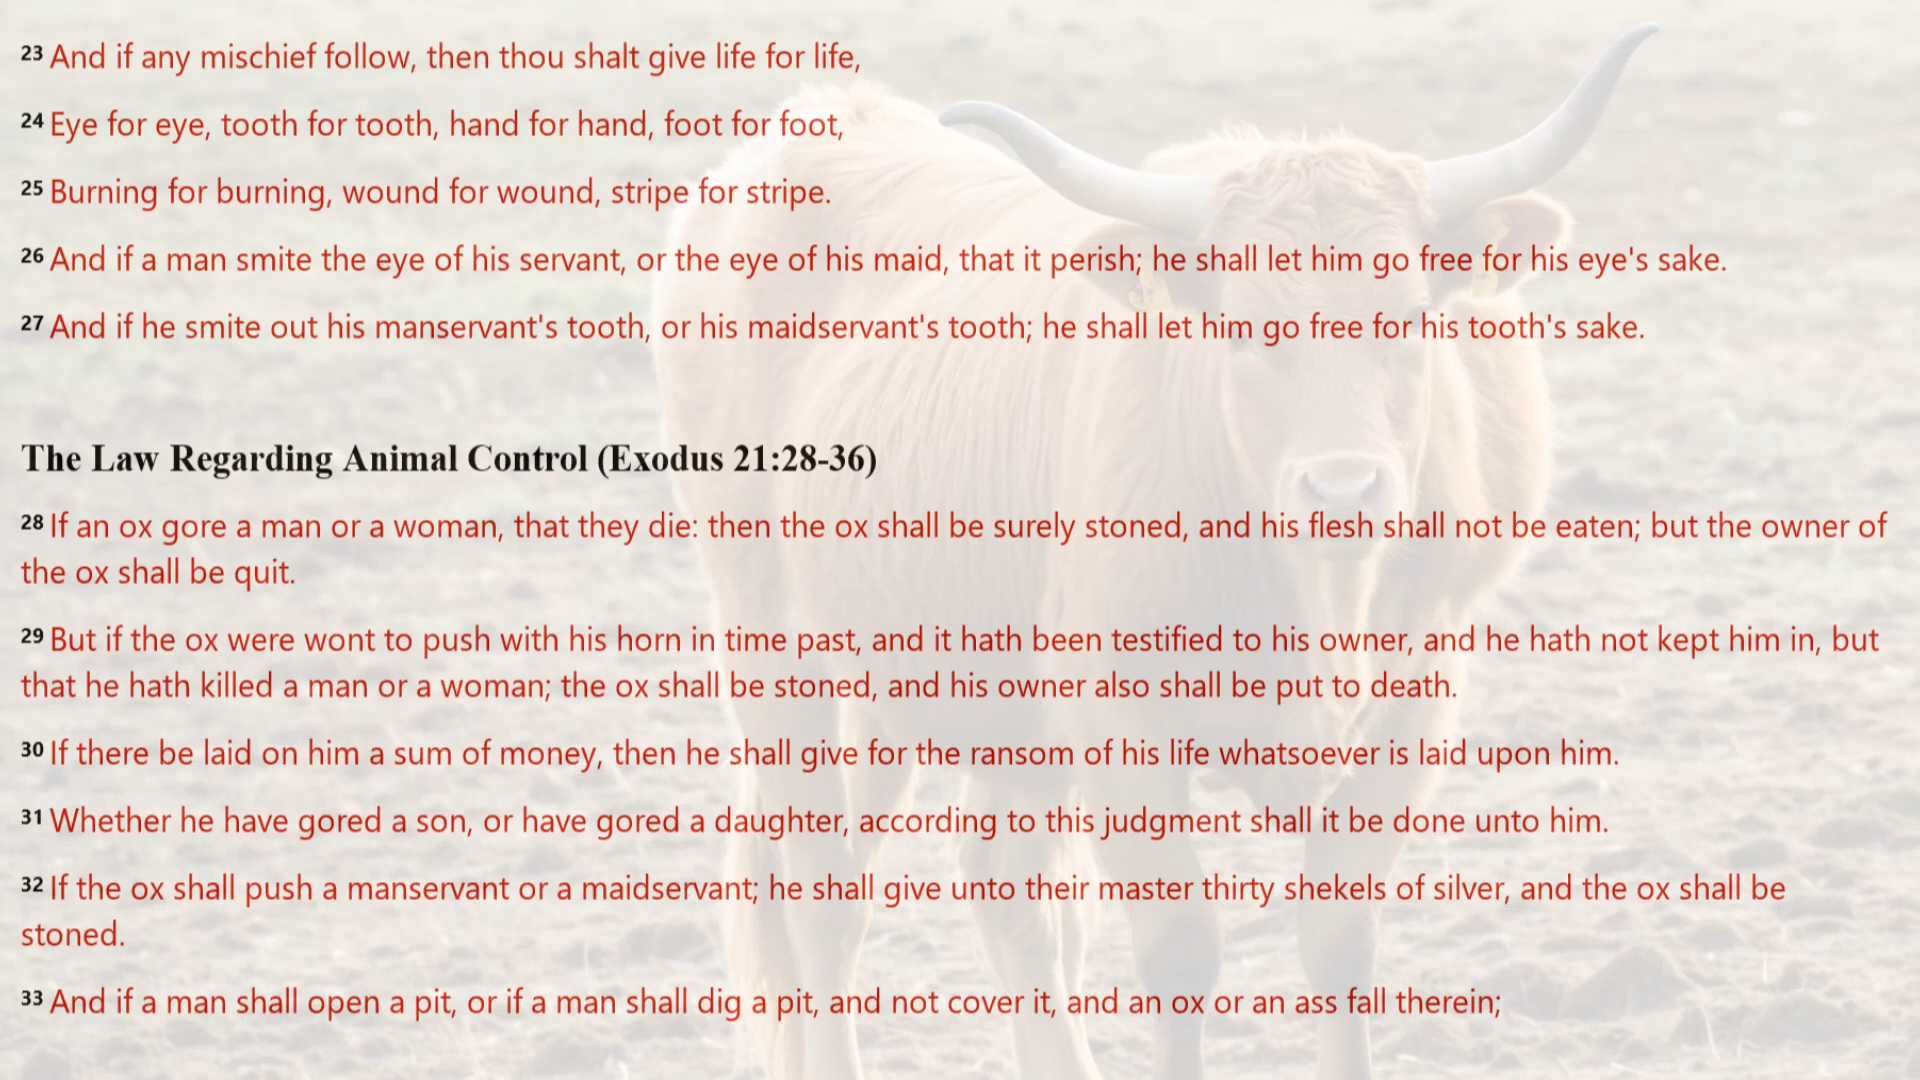 23 And if any mischief follow, then thou shalt give life for life,
24 Eye for eye, tooth for tooth, hand for hand, foot for foot,
25 Burning for burning, wound for wound, stripe for stripe.
26 And if a man smite the eye of his servant, or the eye of his maid, that it perish; he shall let him go free for his eye's sake.
27 And if he smite out his manservant's tooth, or his maidservant's tooth; he shall let him go free for his tooth's sake.
The Law Regarding Animal Control (Exodus 21:28-36)
28 If an ox gore a man or a woman, that they die: then the ox shall be surely stoned, and his flesh shall not be eaten; but the owner of
the ox shall be quit.
29 But if the ox were wont to push with his horn in time past, and it hath been testified to his owner, and he hath not kept him in, but
that he hath killed a man or a woman; the ox shall be stoned, and his owner also shall be put to death.
30 If there be laid on him a sum of money, then he shall give for the ransom of his life whatsoever is laid upon him.
31 Whether he have gored a son, or have gored a daughter, according to this judgment shall it be done unto him.
32 If the ox shall push a manservant or a maidservant; he shall give unto their master thirty shekels of silver, and the ox shall be
stoned.
33 And if a man shall open a pit, or if a man shall dig a pit, and not cover it, and an ox or an ass fall therein;